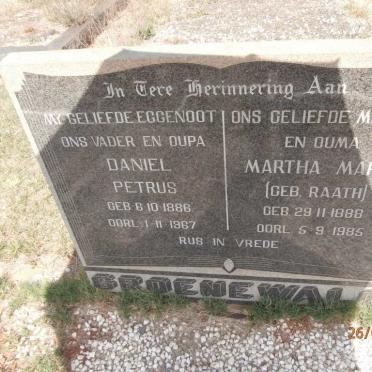 In Tere Herinnering Aan
MY GELIEFDE EGGENOOT
ONS VADER EN OUPA
DANIEL
PETRUS
GEB 6·10·1886
OORL 1·11·1967
ONS GELIEFDE
EN OUMA
MARTHA
(GEB. RAATH)
GEB 29·11·1888
OORL 5·9·1985
RUS IN VREDE
GROENEWAL
26/